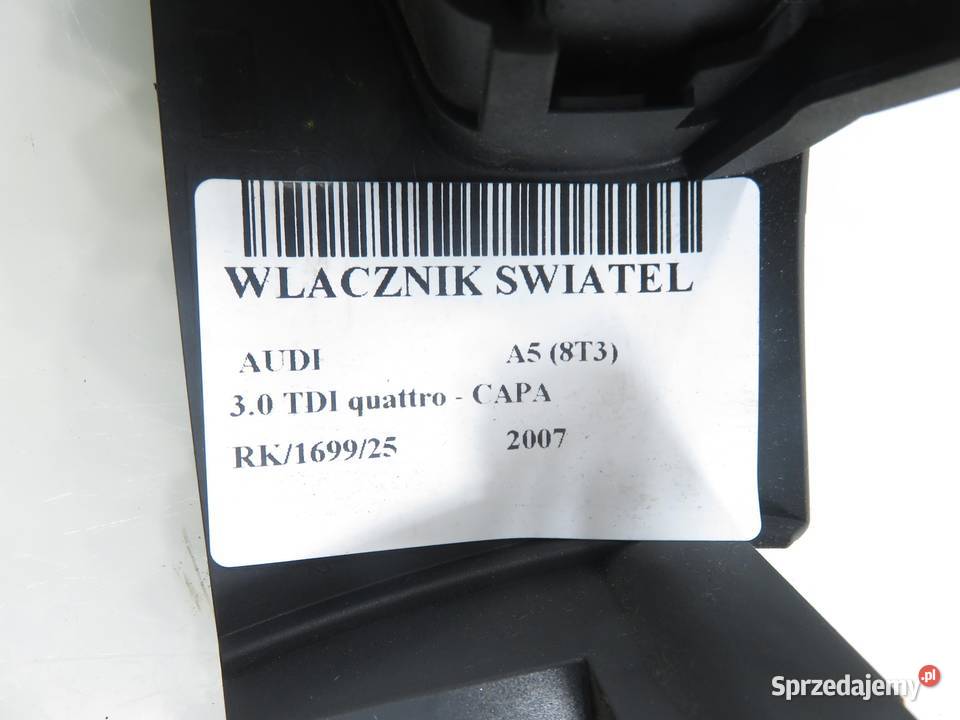 WLACZNIK SWIATEL
AUDI A5 (8T3)
3.0 TDI quattro - CAPA
RK/1699/25 2007
Sprzedajemy.pl